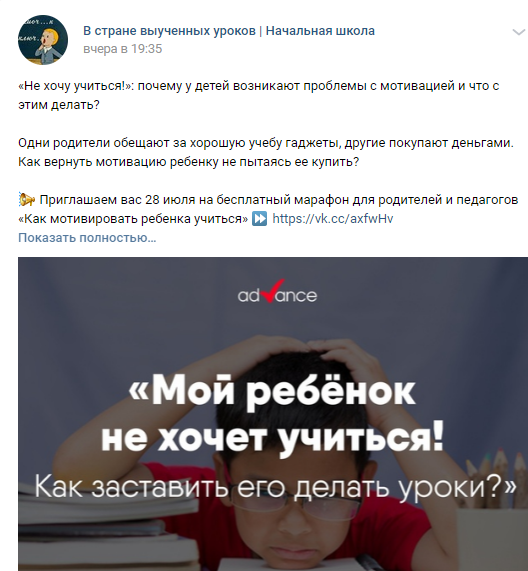 ключ...к
ключ...
В стране выученных уроков | Начальная школа
вчера в 19:35
«Не хочу учиться!»: почему у детей возникают проблемы с мотивацией и что с
этим делать?
Одни родители обещают за хорошую учебу гаджеты, другие покупают деньгами.
Как вернуть мотивацию ребенку не пытаясь ее купить?
Приглашаем вас 28 июля на бесплатный марафон для родителей и педагогов
«Как мотивировать ребенка учиться» https://vk.cc/axfwHv
Показать полностью...
advance
«Мой ребёнок
не хочет учиться!
Как заставить его делать уроки?»